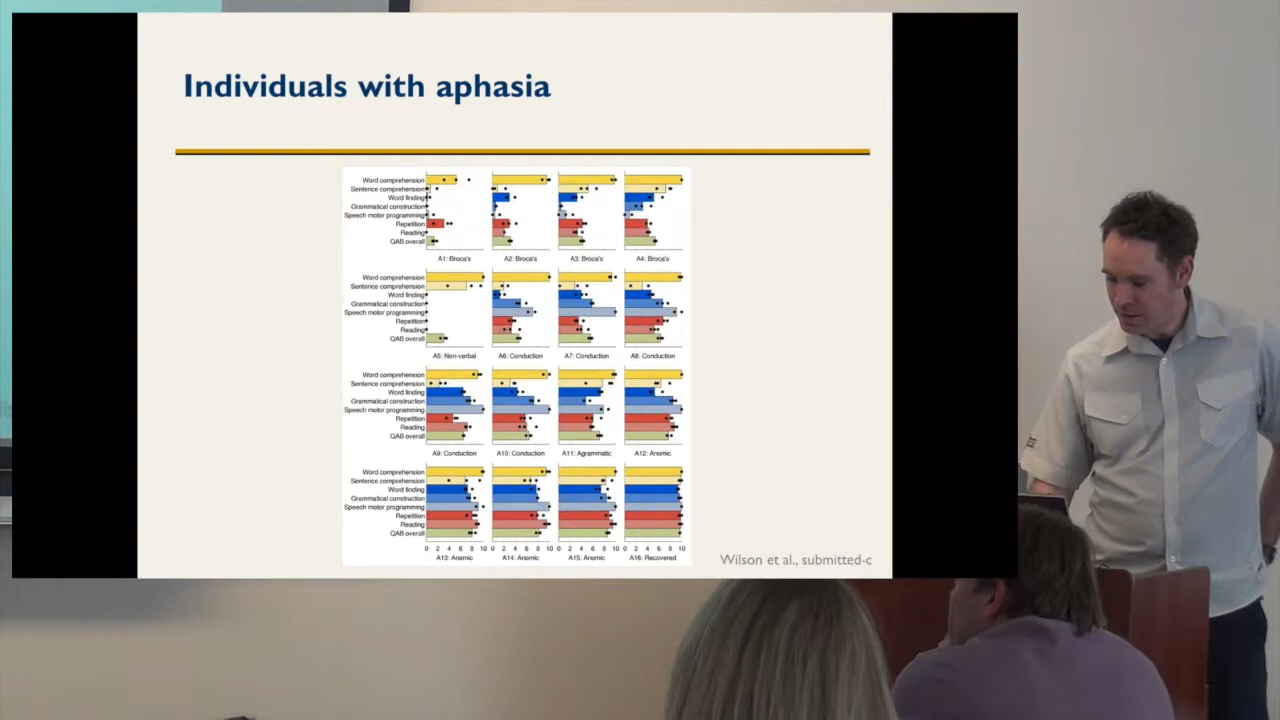 Individuals with aphasia
Word comprehension
Sentence comprehension
Word finding
Grammatical construction
Speech motor programming
Repetition
Reading
QAB overall
A1: Broca's A2: Broca's A3: Broca's A4: Broca's
Word comprehension
Sentence comprehension
Word finding
Grammatical construction
Speech motor programming
Repetition
Reading
QAB overall
A5: Non-verbal A6: Conduction A7: Conduction A8: Conduction
Word comprehension
Sentence comprehension
Word finding
Grammatical construction
Speech motor programming
Repetition
Reading
QAB overall
A9: Conduction A10: Conduction A11: Agrammatic A12: Anomic
Word comprehension
Sentence comprehension
Word finding
Grammatical construction
Speech motor programming
Repetition
Reading
QAB overall
0 2 4 6 8 10 0 2 4 6 8 10 0 2 4 6 8 10 0 2 4 6 8 10
A13: Anomic A14: Anomic A15: Anomic A16: Recovered
Wilson et al., submitted-c